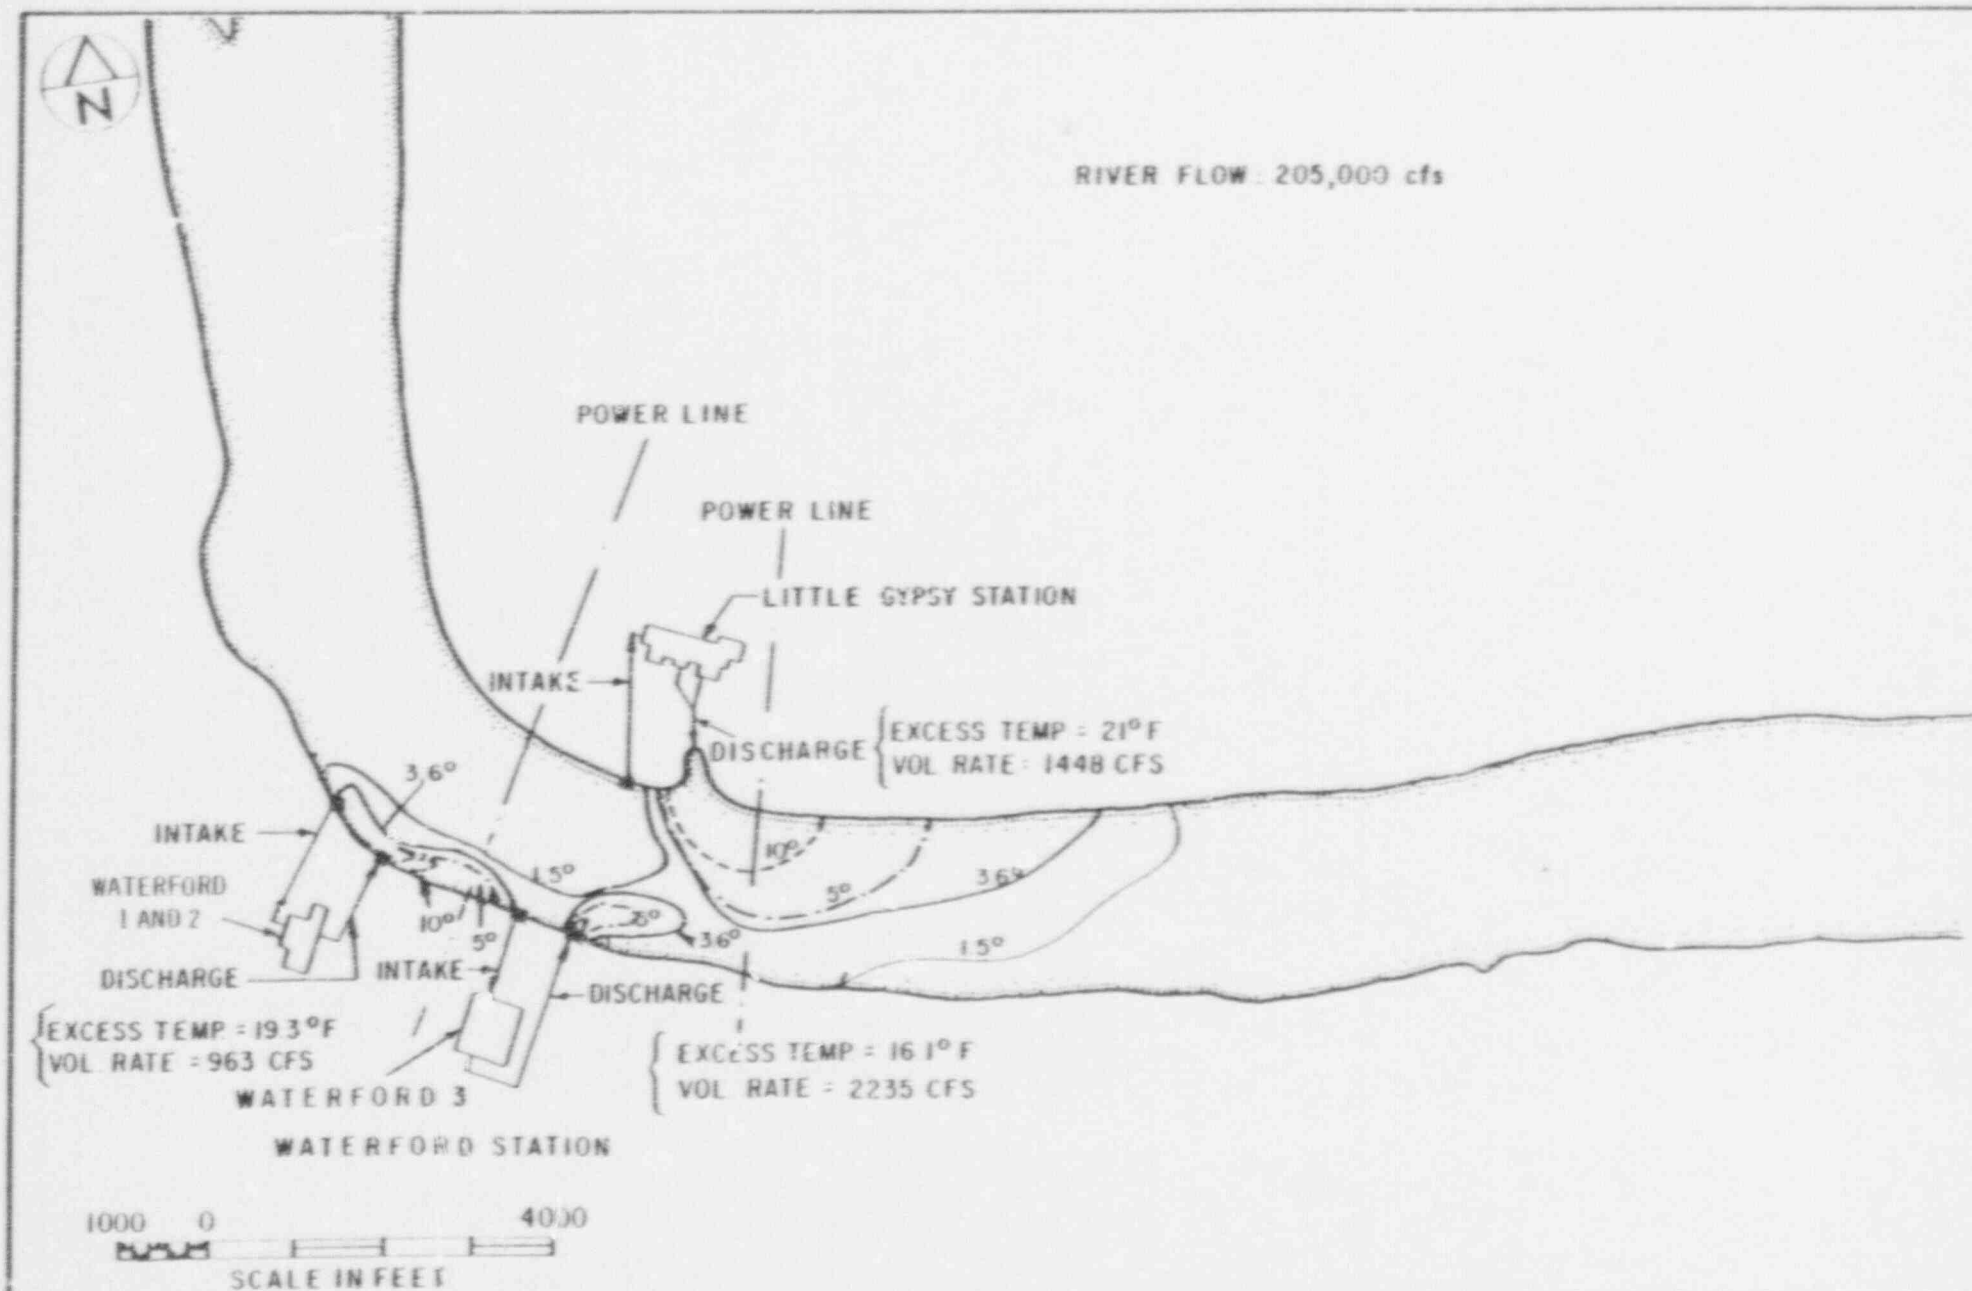 N
RIVER FLOW: 205,000 cfs
POWER LINE
POWER LINE
LITTLE GYPSY STATION
INTAKE
DISCHARGE
EXCESS TEMP = 21°F
VOL RATE = 1448 CFS
3.6°
INTAKE
WATERFORD
1 AND 2
DISCHARGE
EXCESS TEMP = 19.3°F
VOL RATE = 963 CFS
10°
5°
1.5°
10°
5°
3.6°
5°
3.6°
1.5°
INTAKE
DISCHARGE
EXCESS TEMP = 16.1°F
VOL RATE = 2235 CFS
WATERFORD 3
WATERFORD STATION
1000 0 4000
SCALE IN FEET